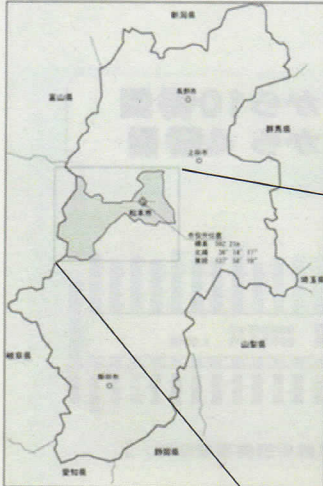 新潟県
富山県
長野市
群馬県
上田市
松本市
市役所位置
標高 592.21m
北緯 36° 14' 17"
東経 137° 58' 19"
埼玉県
山梨県
岐阜県
飯田市
静岡県
愛知県